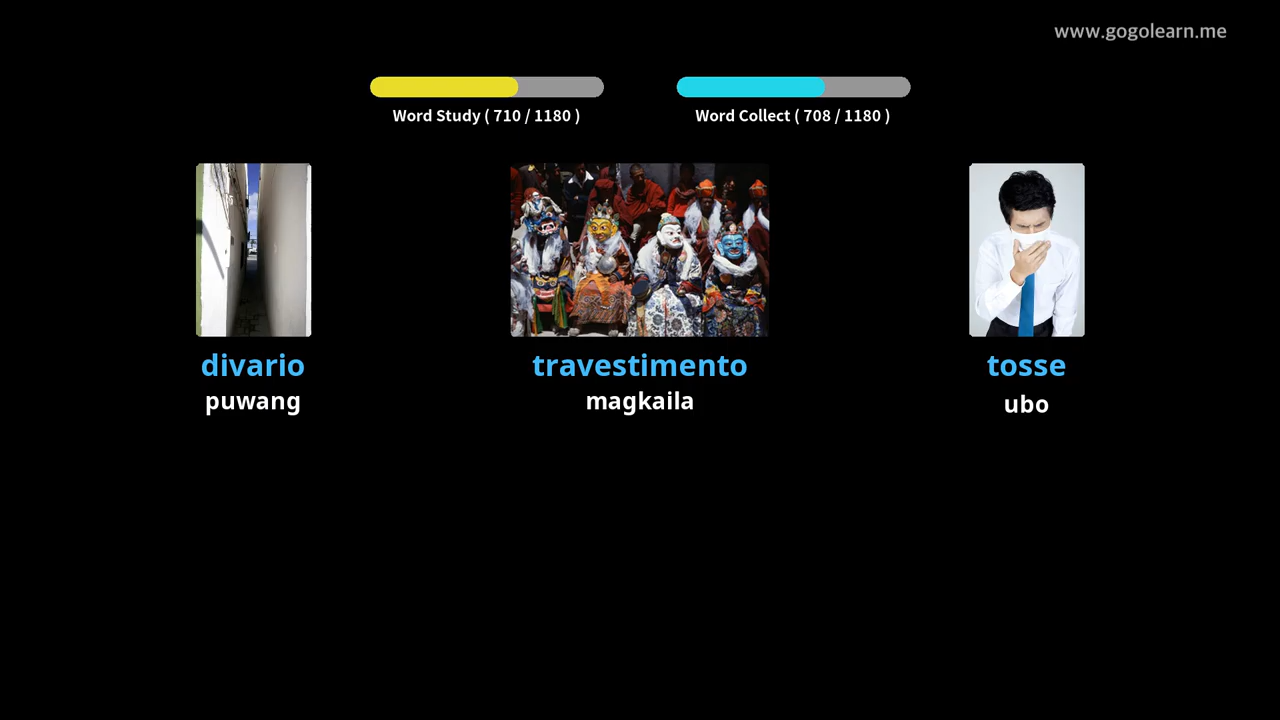 www.gogolearn.me
Word Study ( 710 / 1180 )
Word Collect ( 708 / 1180 )
divario
puwang
travestimento
magkaila
tosse
ubo